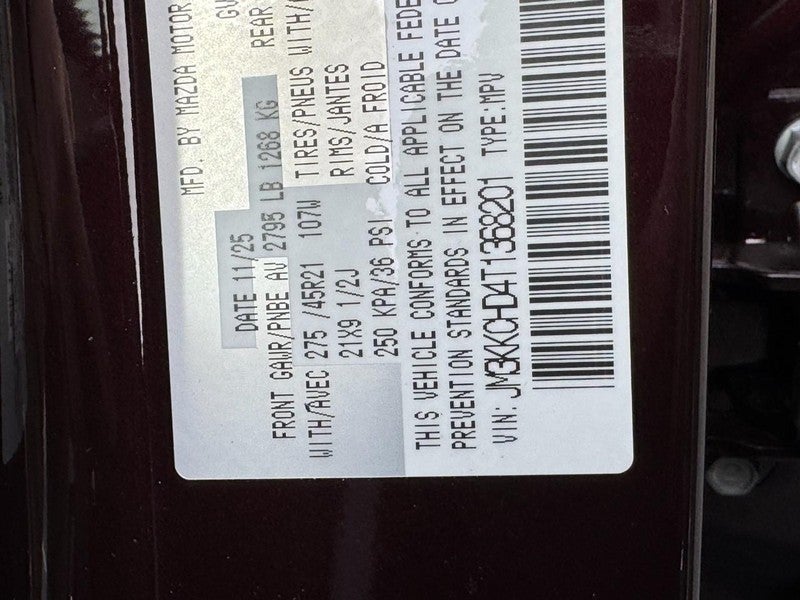 MFD. BY MAZDA MOTOR
DATE 11/25 GV
FRONT GAWR/PNBE AV 2795 LB 1268 KG REAR
WITH/AVEC 275 /45R21 107W TIRES/PNEUS WITH/
21X9 1/2J RIMS/JANTES
250 KPA/36 PSI COLD/A FROID
THIS VEHICLE CONFORMS TO ALL APPLICABLE FEDE
PREVENTION STANDARDS IN EFFECT ON THE DATE O
VIN: JM3KKCHD4T1368201 TYPE:MPV